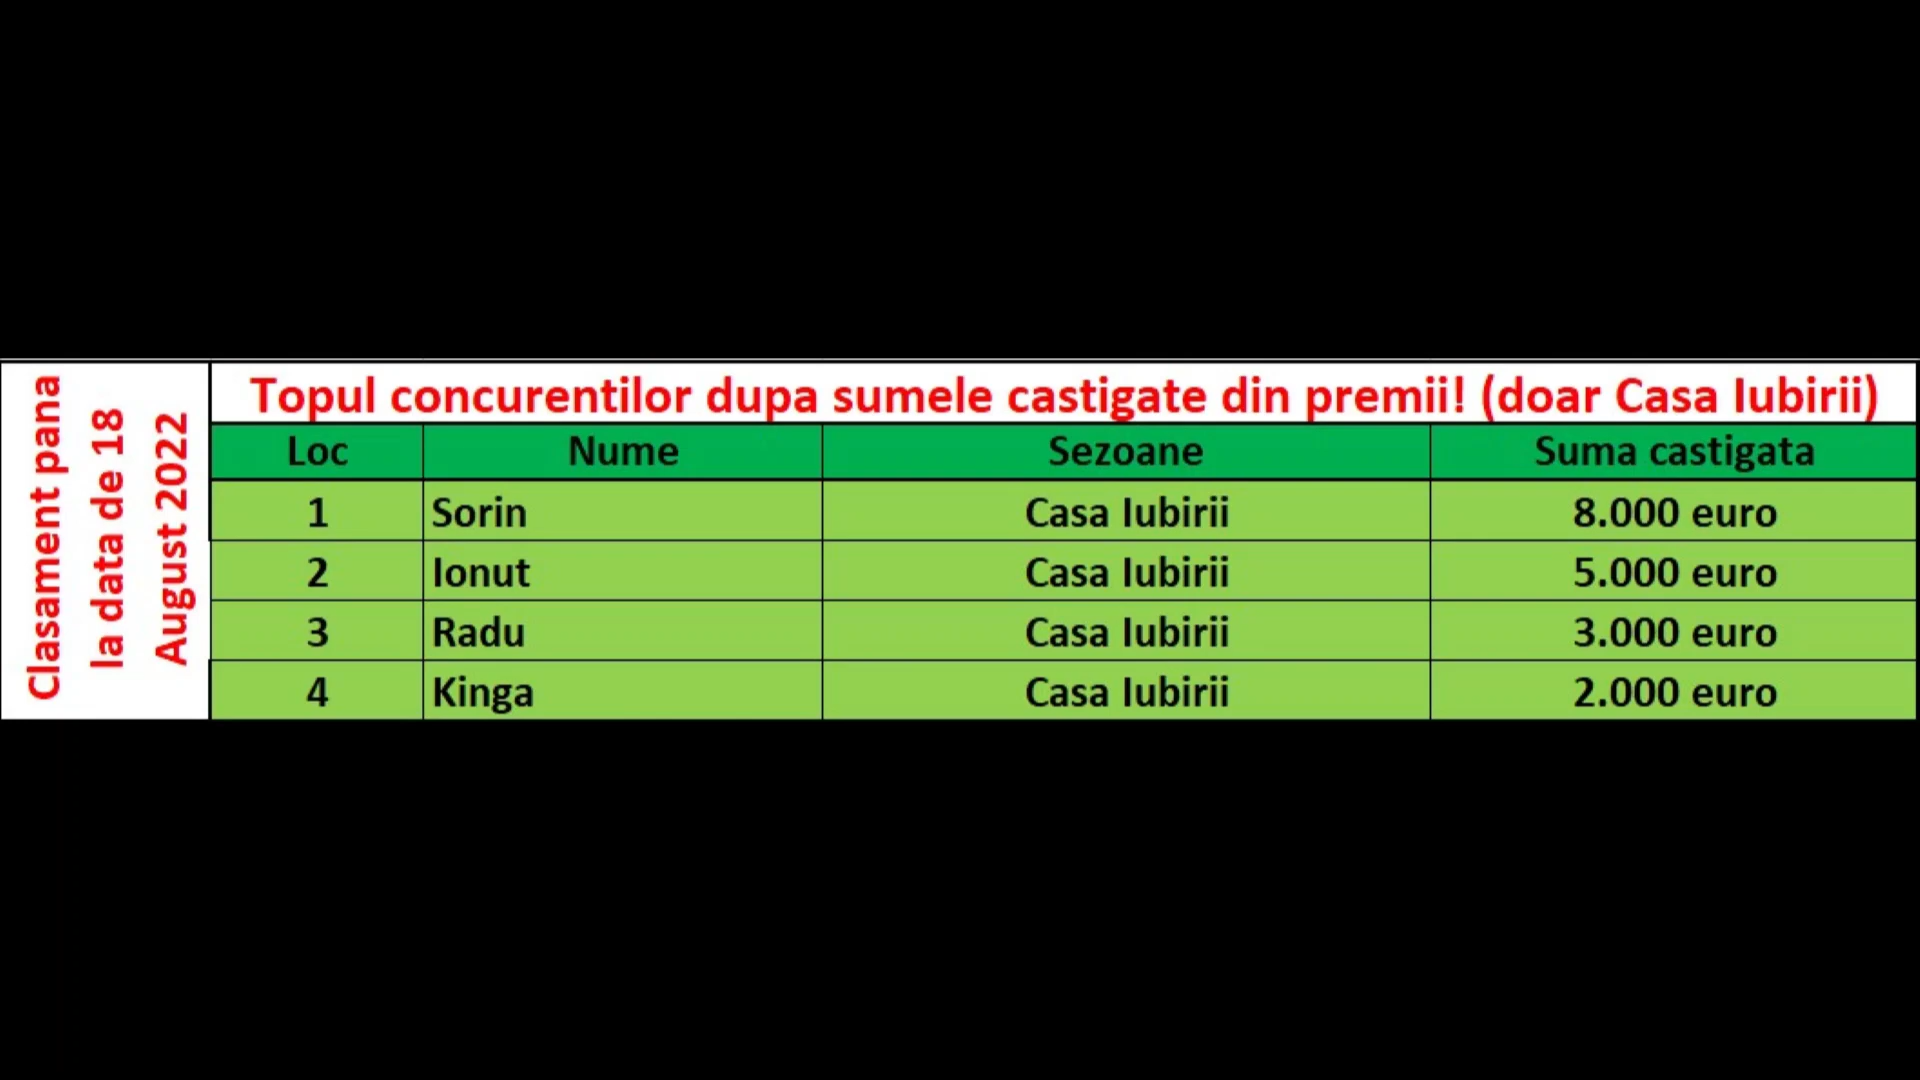 Clasament pana
la data de 18
August 2022
Topul concurentilor dupa sumele castigate din premii! (doar Casa Iubirii)
Loc Nume Sezoane Suma castigata
1 Sorin Casa Iubirii 8.000 euro
2 Ionut Casa Iubirii 5.000 euro
3 Radu Casa Iubirii 3.000 euro
4 Kinga Casa Iubirii 2.000 euro